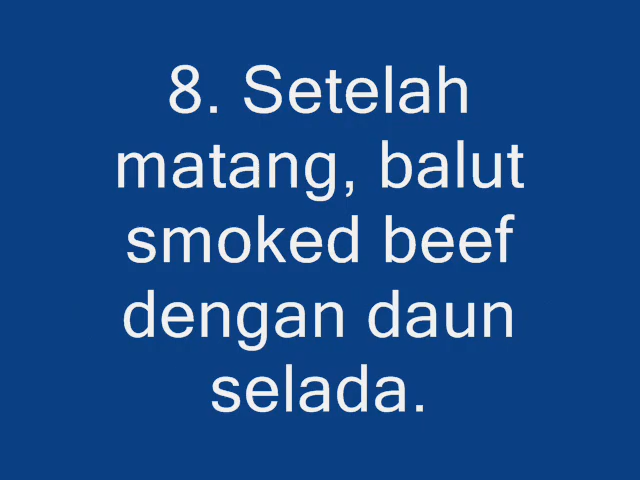 8. Setelah
matang, balut
smoked beef
dengan daun
selada.